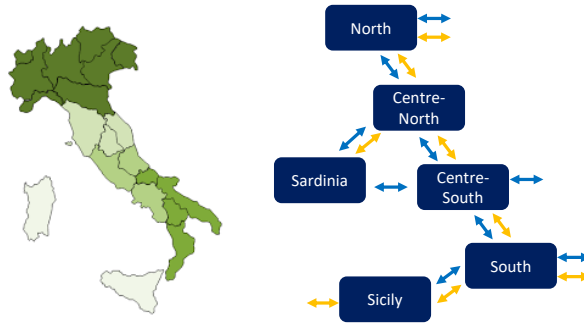 North
Centre-
North
Sardinia
Centre-
South
South
Sicily